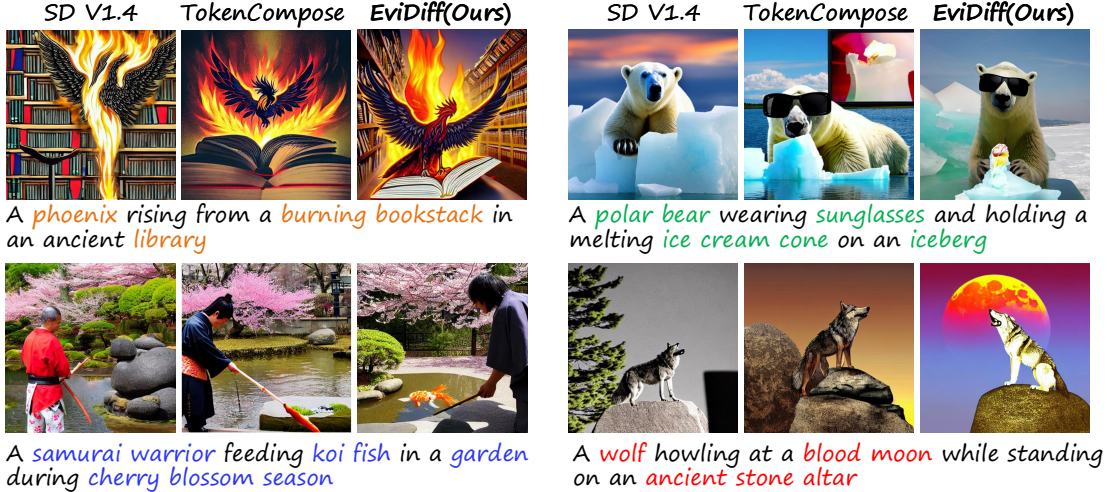 SD V1.4 TokenCompose EviDiff(Ours)
A phoenix rising from a burning bookstack in
an ancient library
SD V1.4 TokenCompose EviDiff(Ours)
A polar bear wearing sunglasses and holding a
melting ice cream cone on an iceberg
A samurai warrior feeding koi fish in a garden
during cherry blossom season
A wolf howling at a blood moon while standing
on an ancient stone altar